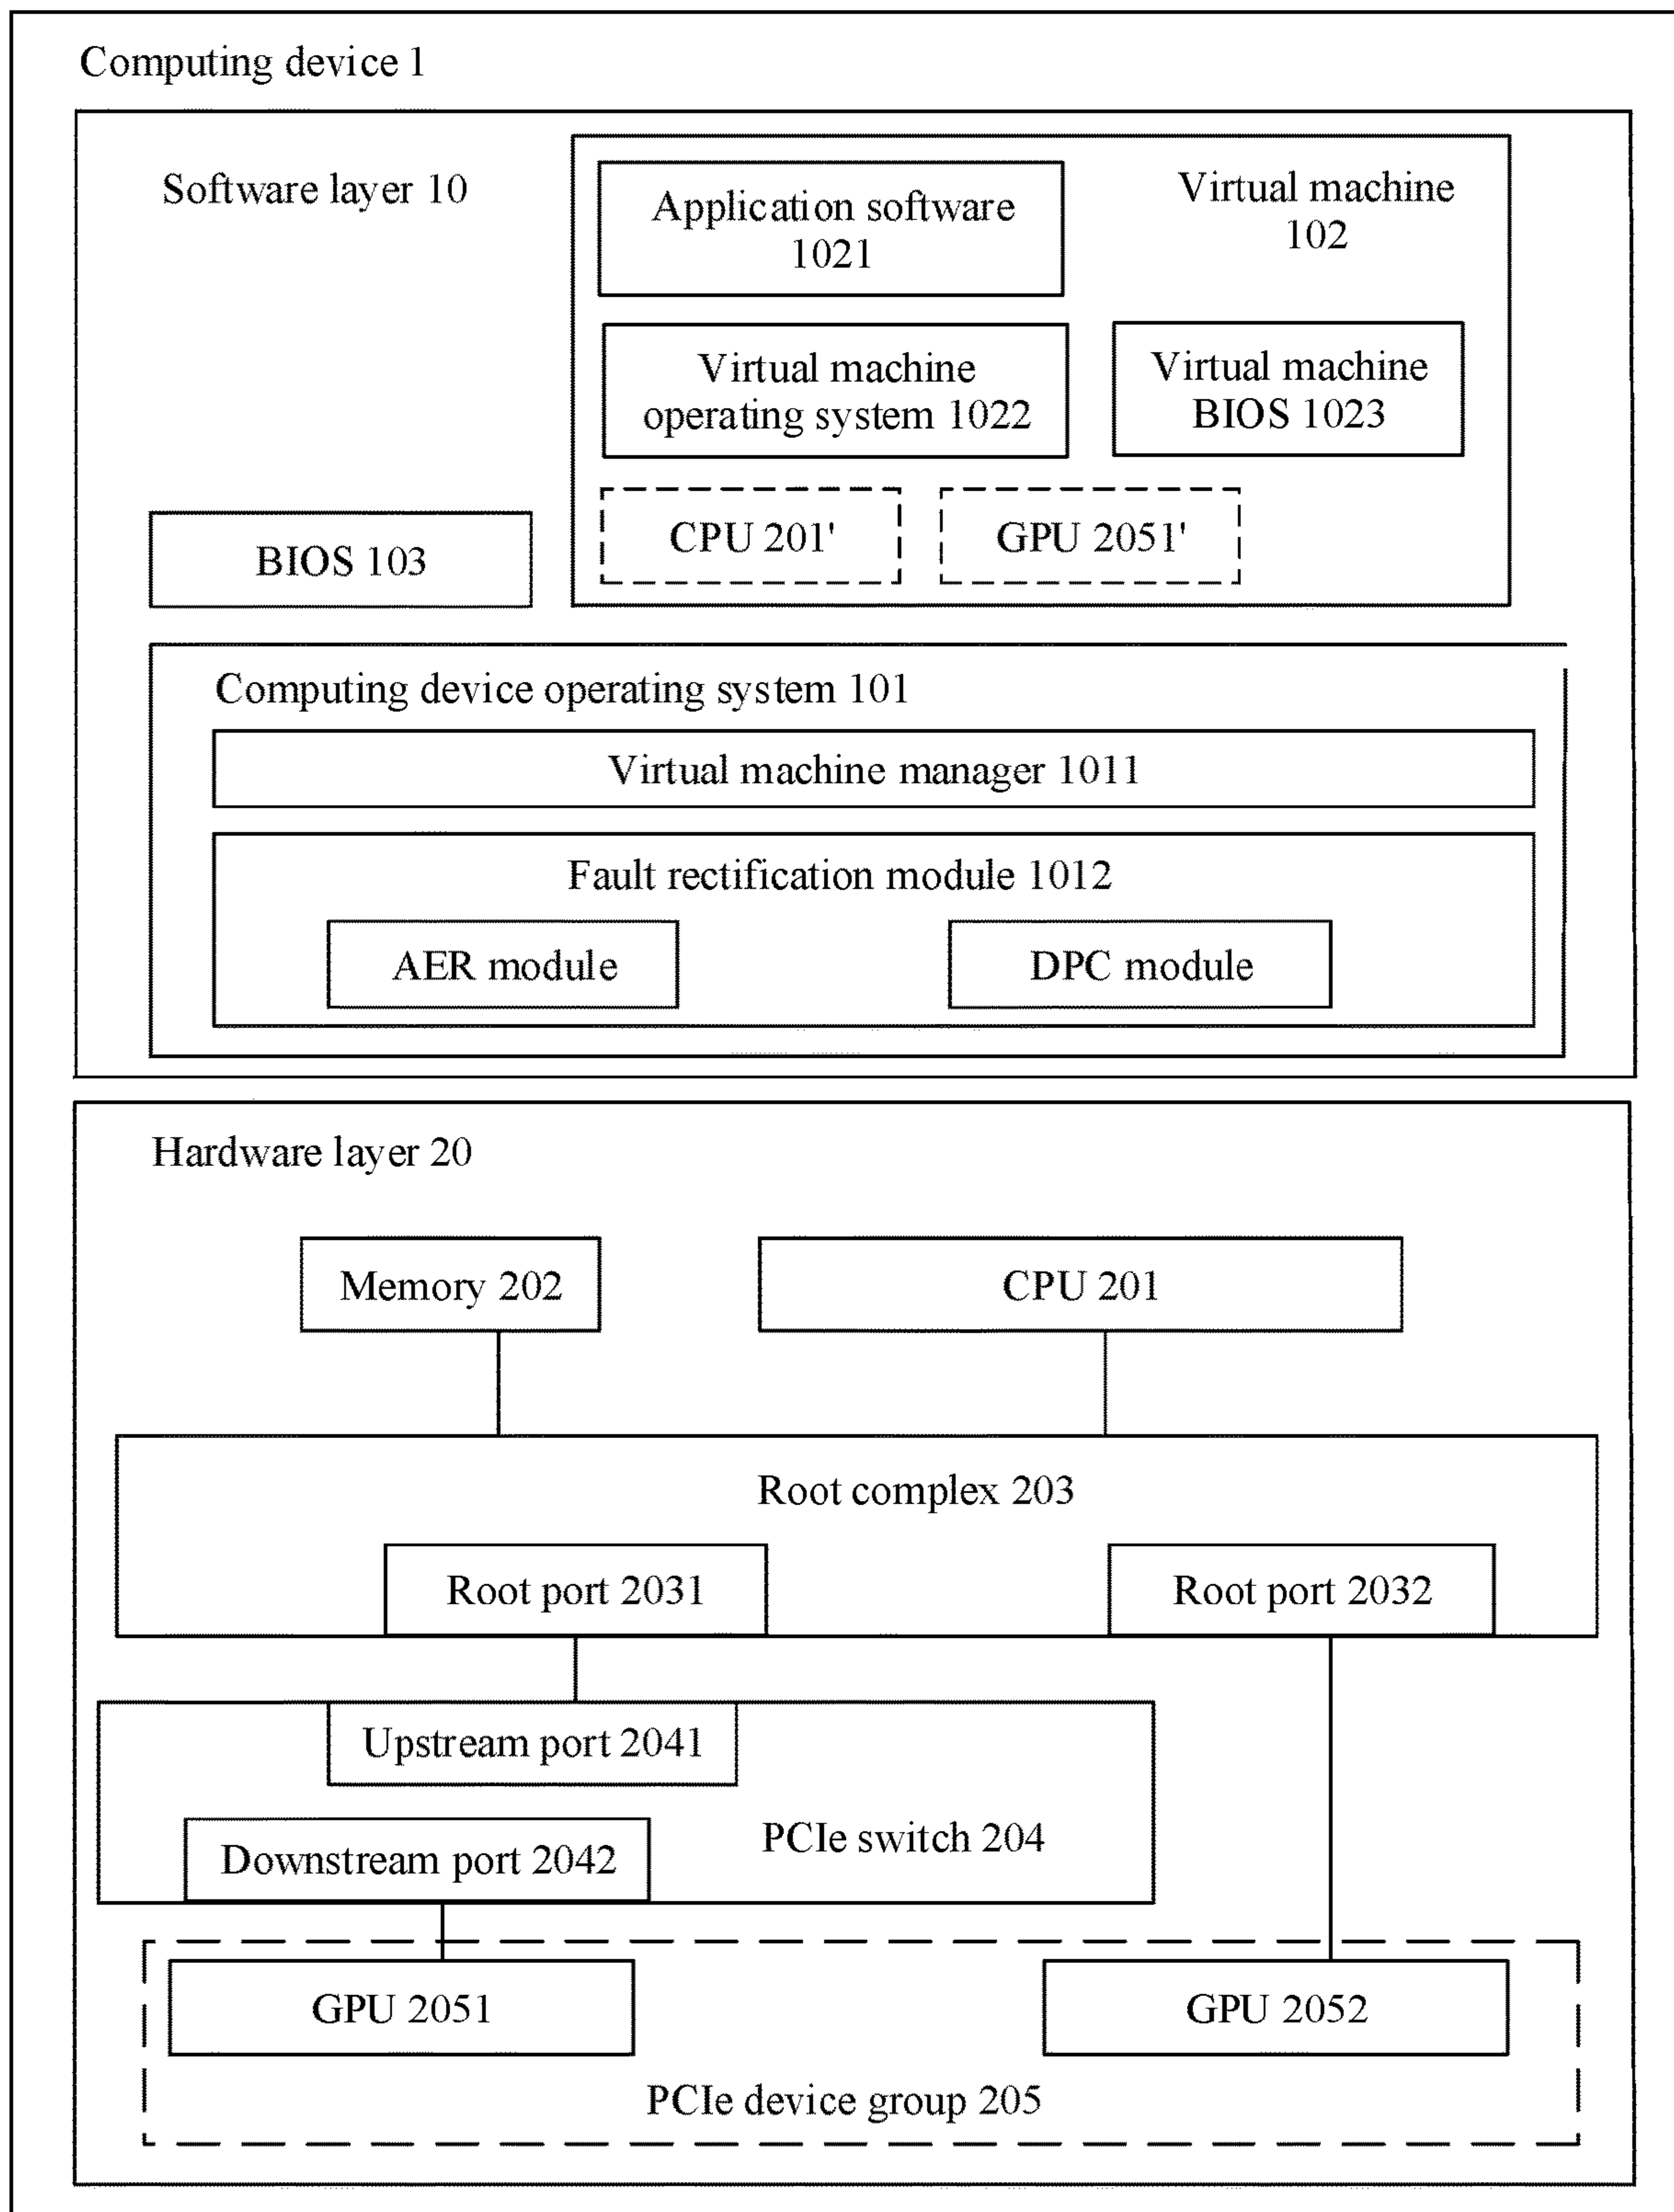 Computing device 1
Software layer 10
Application software
1021
Virtual machine
102
Virtual machine
operating system 1022
Virtual machine
BIOS 1023
CPU 201'
GPU 2051'
BIOS 103
Computing device operating system 101
Virtual machine manager 1011
Fault rectification module 1012
AER module
DPC module
Hardware layer 20
Memory 202
CPU 201
Root complex 203
Root port 2031
Root port 2032
Upstream port 2041
PCIe switch 204
Downstream port 2042
GPU 2051
GPU 2052
PCIe device group 205